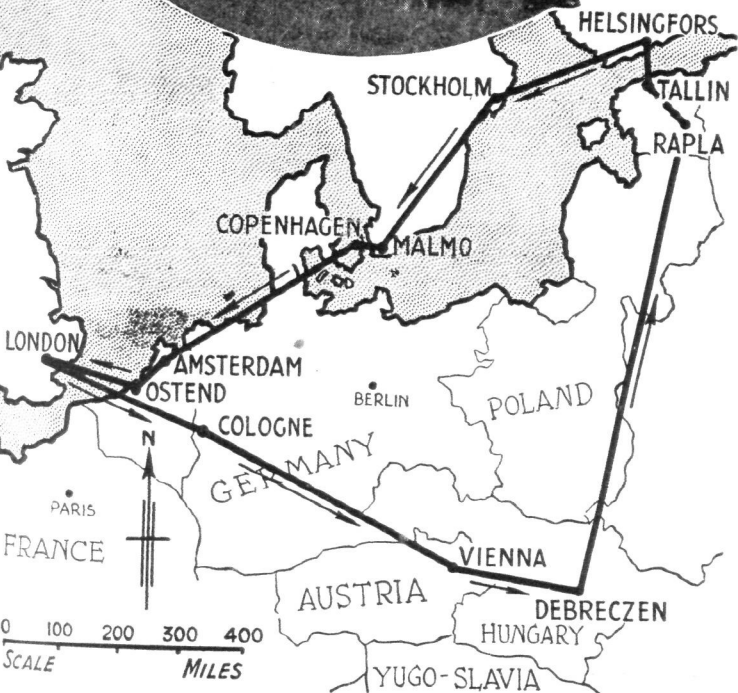 HELSINGFORS
STOCKHOLM
TALLIN
RAPLA
COPENHAGEN
MALMO
LONDON
AMSTERDAM
OSTEND
BERLIN
POLAND
COLOGNE
N
GERMANY
PARIS
FRANCE
VIENNA
AUSTRIA
DEBRECZEN
HUNGARY
0 100 200 300 400
SCALE MILES
YUGO-SLAVIA